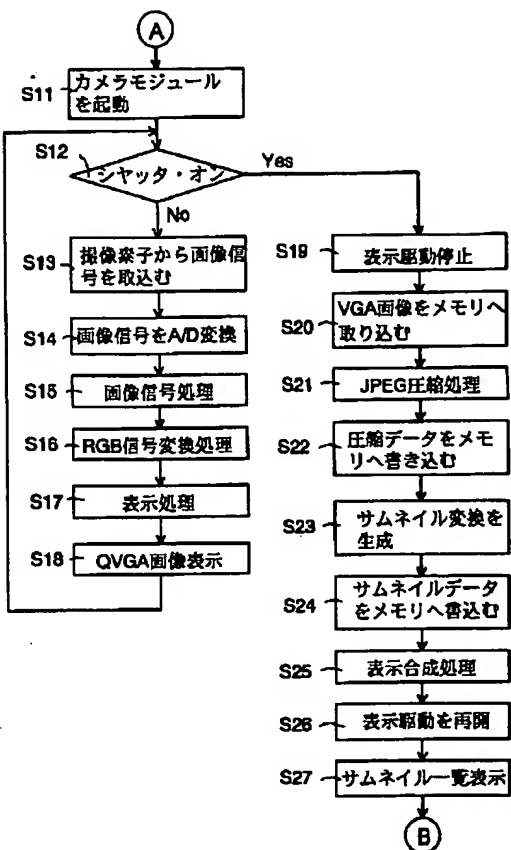 A
S11
カメラモジュール
を起動
S12
シヤッタ・オン
Yes
No
S13
撮像素子から画像信
号を取込む
S14
画像信号をA/D変換
S15
画像信号処理
S16
RGB信号変換処理
S17
表示処理
S18
QVGA画像表示
S19
表示駆動停止
S20
VGA画像をメモリへ
取り込む
S21
JPEG圧縮処理
S22
圧縮データをメモ
リへ書き込む
S23
サムネイル変換を
生成
S24
サムネイルデータ
をメモリへ書込む
S25
表示合成処理
S26
表示駆動を再開
S27
サムネイル一覧表示
B